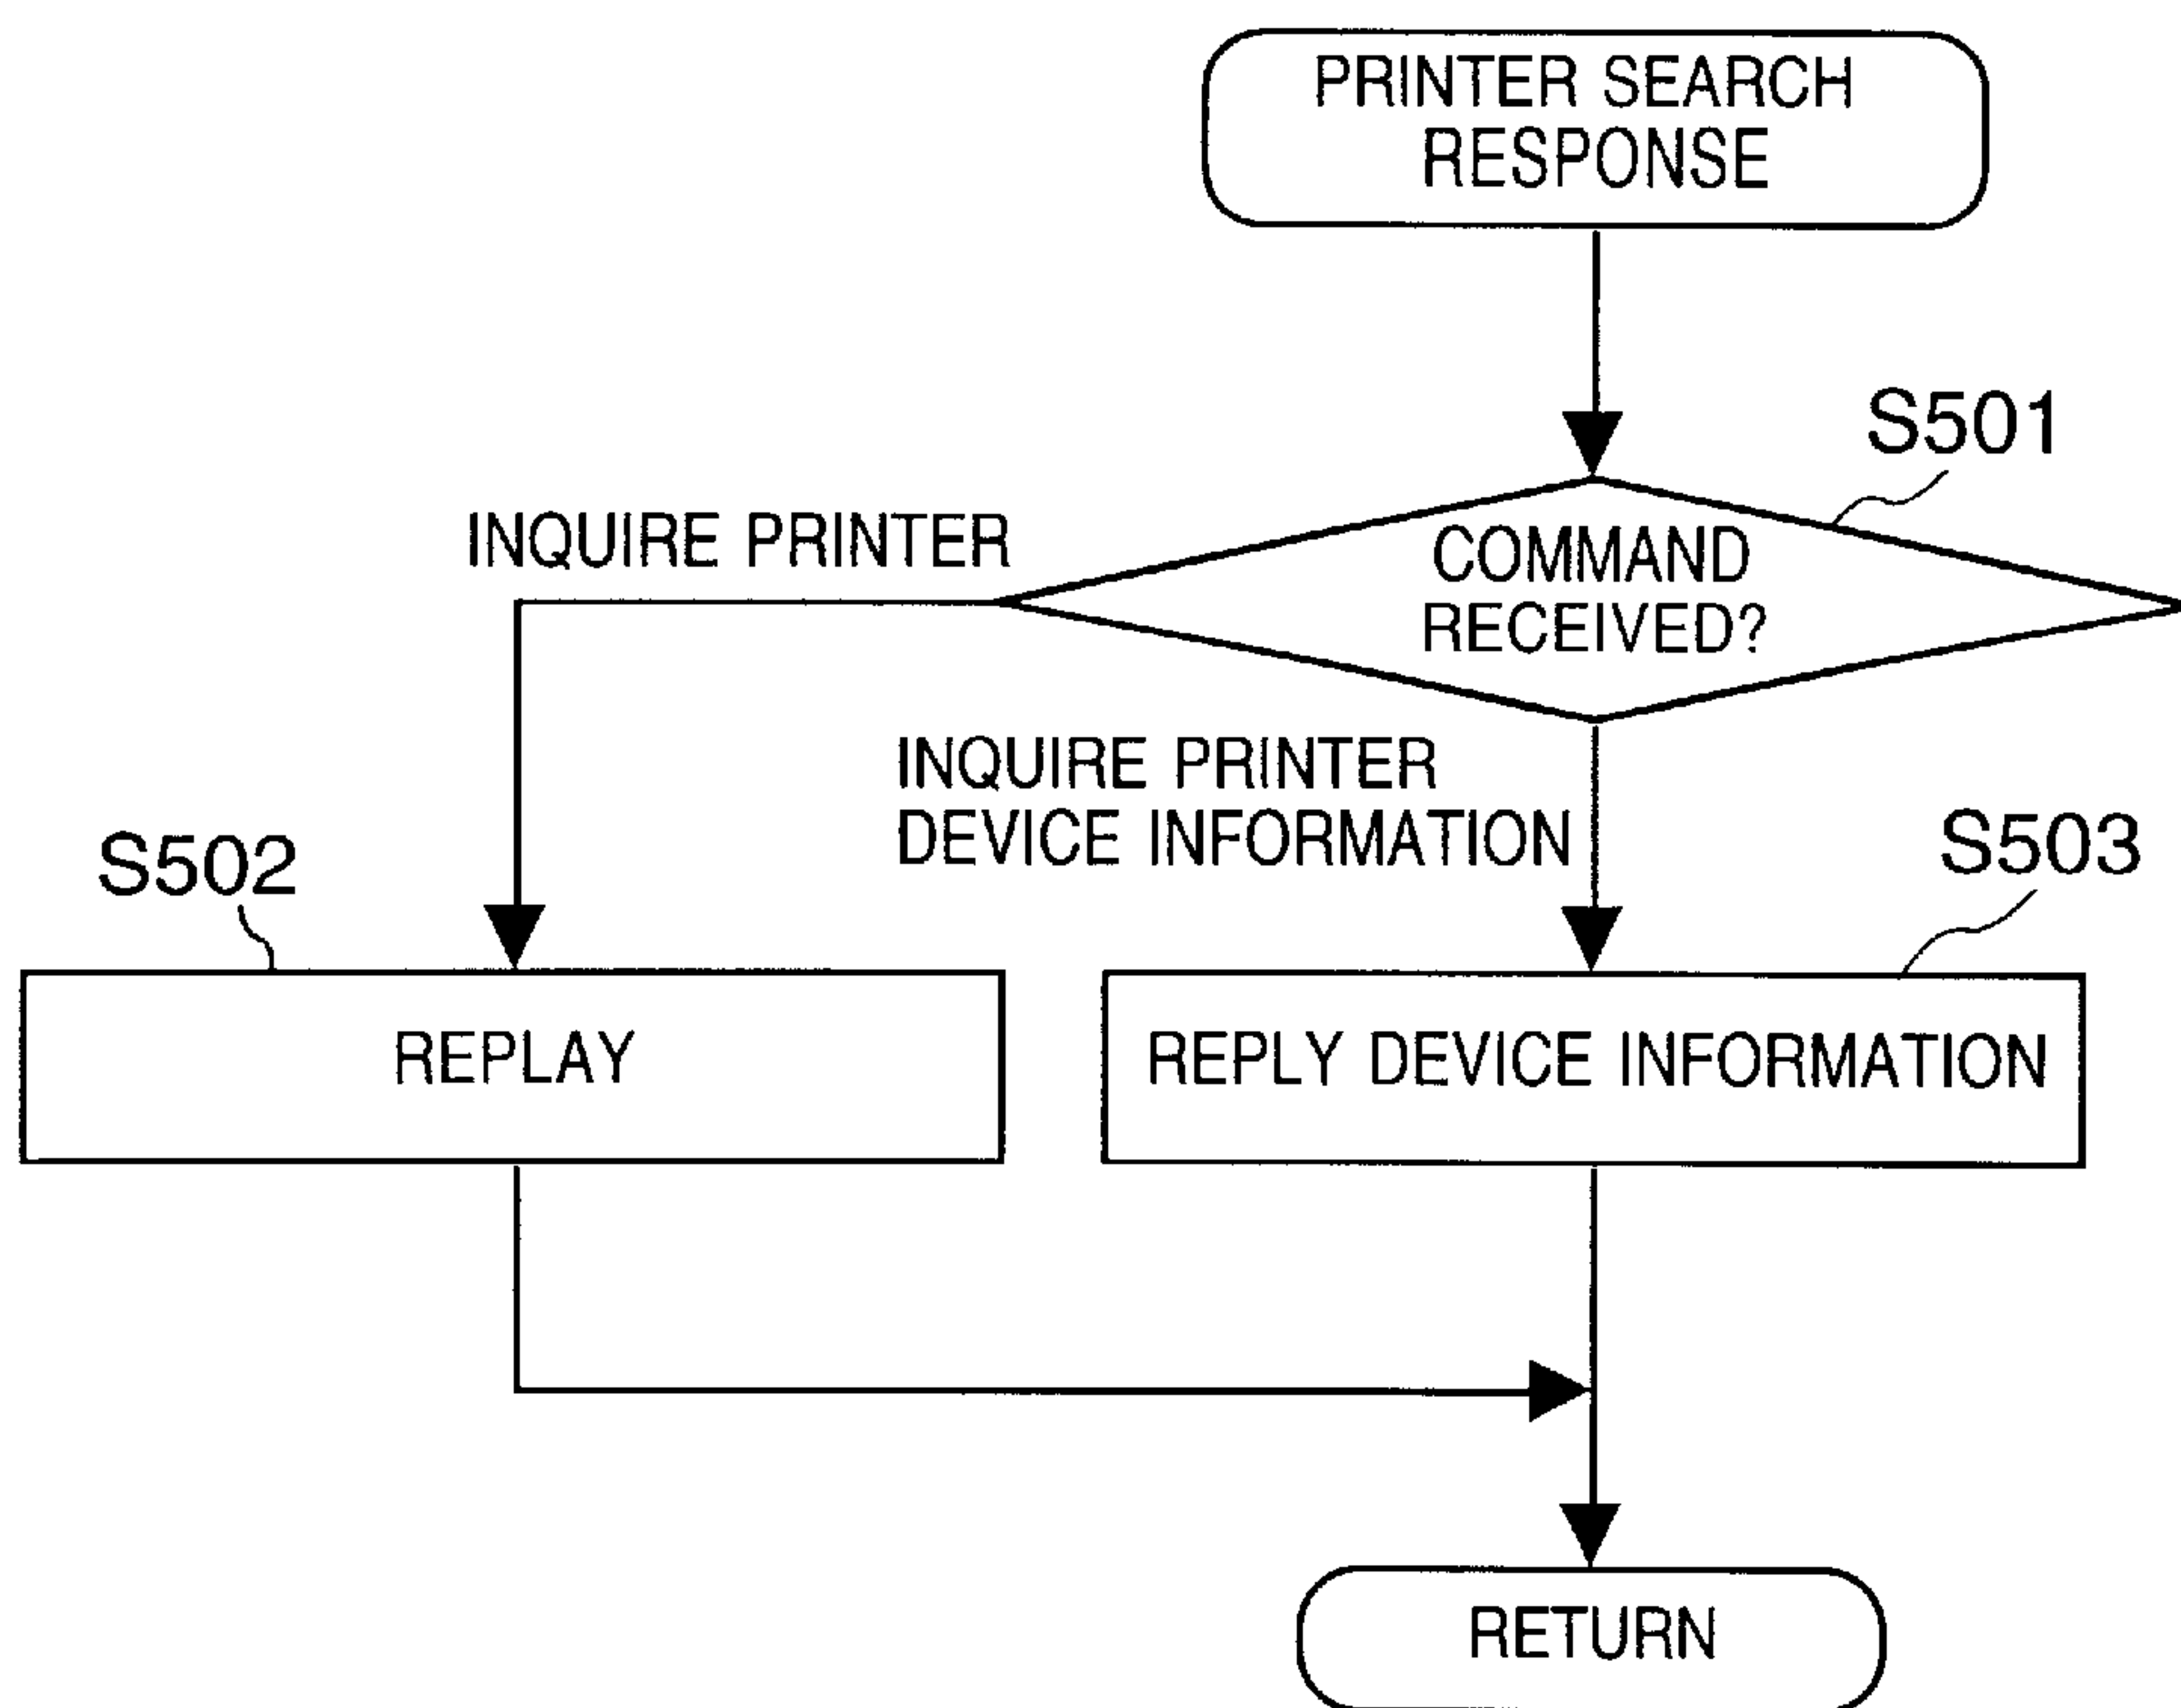 PRINTER SEARCH
RESPONSE
S501
INQUIRE PRINTER
COMMAND
RECEIVED?
INQUIRE PRINTER
DEVICE INFORMATION
S502
S503
REPLAY
REPLY DEVICE INFORMATION
RETURN